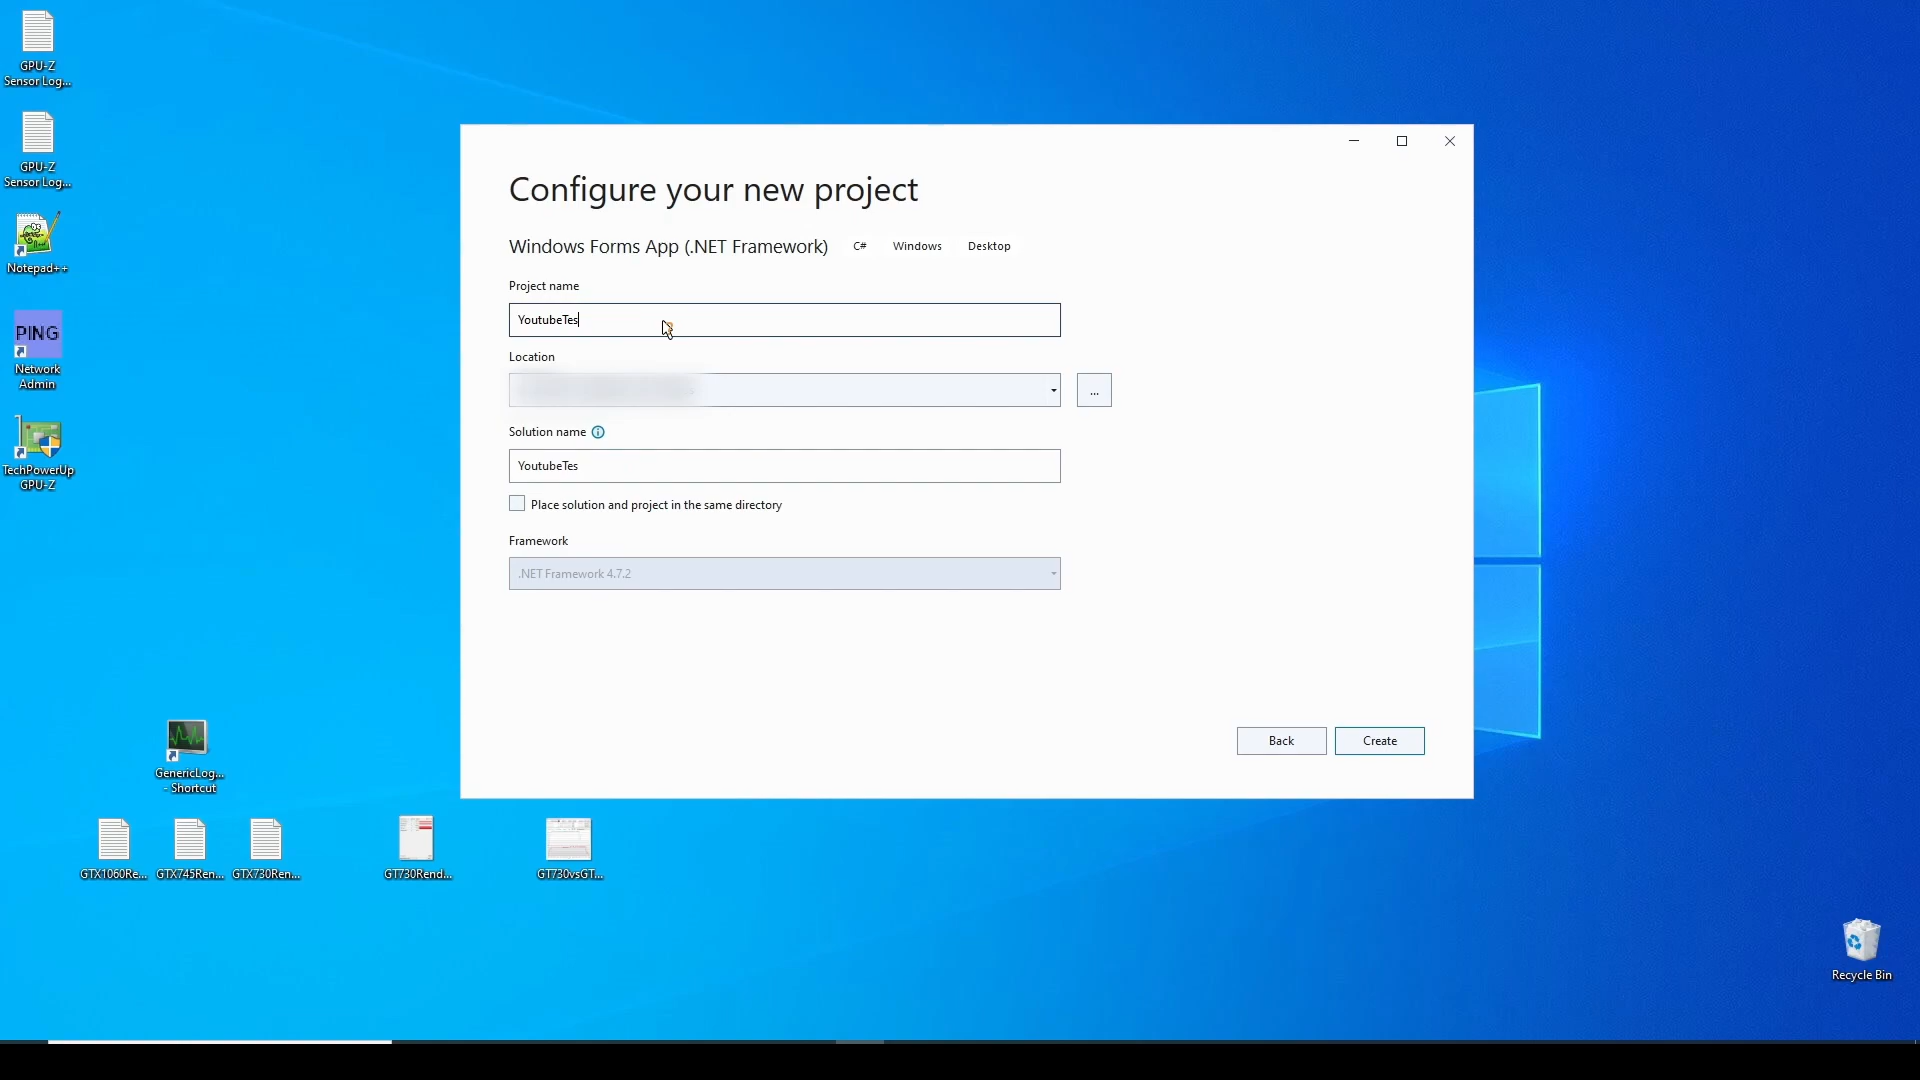 GPU-Z
Sensor Log...
GPU-Z
Sensor Log...
Notepad++
PING
Network
Admin
TechPowerUp
GPU-Z
Configure your new project
Windows Forms App (.NET Framework) C# Windows Desktop
Project name
YoutubeTes
Location
...
Solution name
YoutubeTes
Place solution and project in the same directory
Framework
.NET Framework 4.7.2
Back Create
GenericLog...
- Shortcut
GTX1060Re... GTX745Ren... GTX730Ren... GT730Rend... GT730vsGT...
Recycle Bin